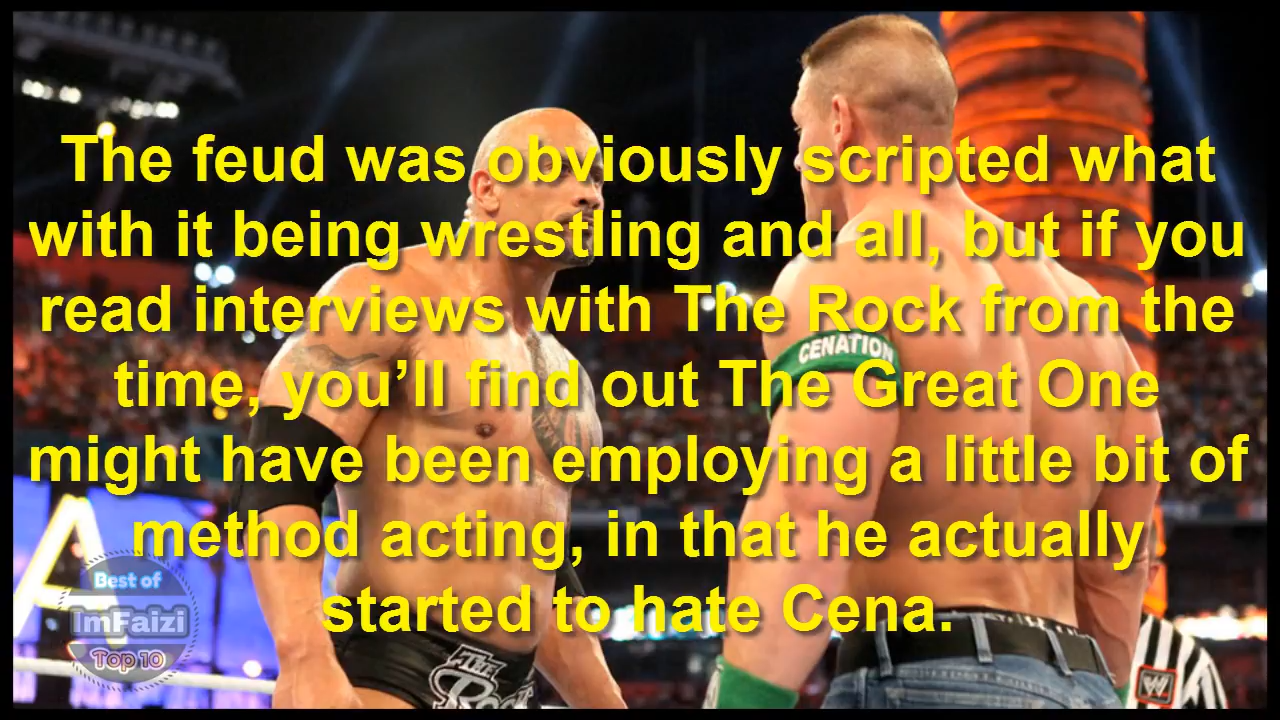 The feud was obviously scripted what
with it being wrestling and all, but if you
read interviews with The Rock from the
time, you’ll find out The Great One
might have been employing a little bit of
method acting, in that he actually
started to hate Cena.
CENATION
A
Best of
ImFaizi
Top 10
The
Rock
W